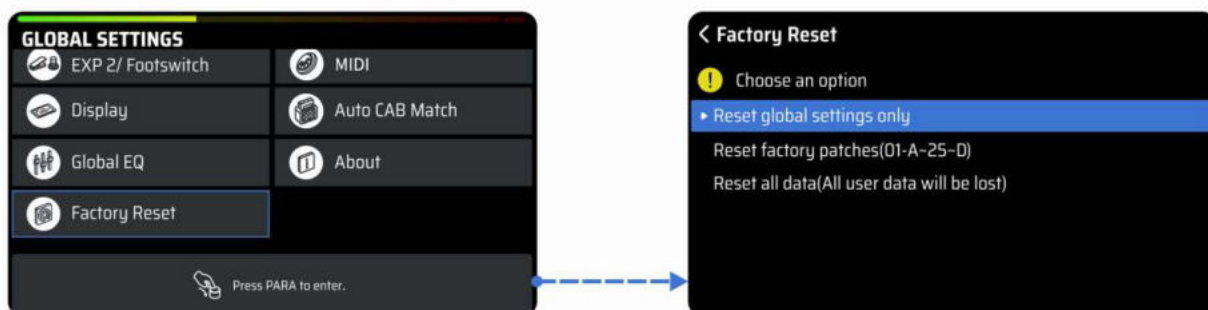 GLOBAL SETTINGS
EXP 2/ Footswitch
MIDI
Display
Auto CAB Match
Global EQ
About
Factory Reset
Press PARA to enter.
< Factory Reset
! Choose an option
▸ Reset global settings only
Reset factory patches(01-A~25-D)
Reset all data(All user data will be lost)